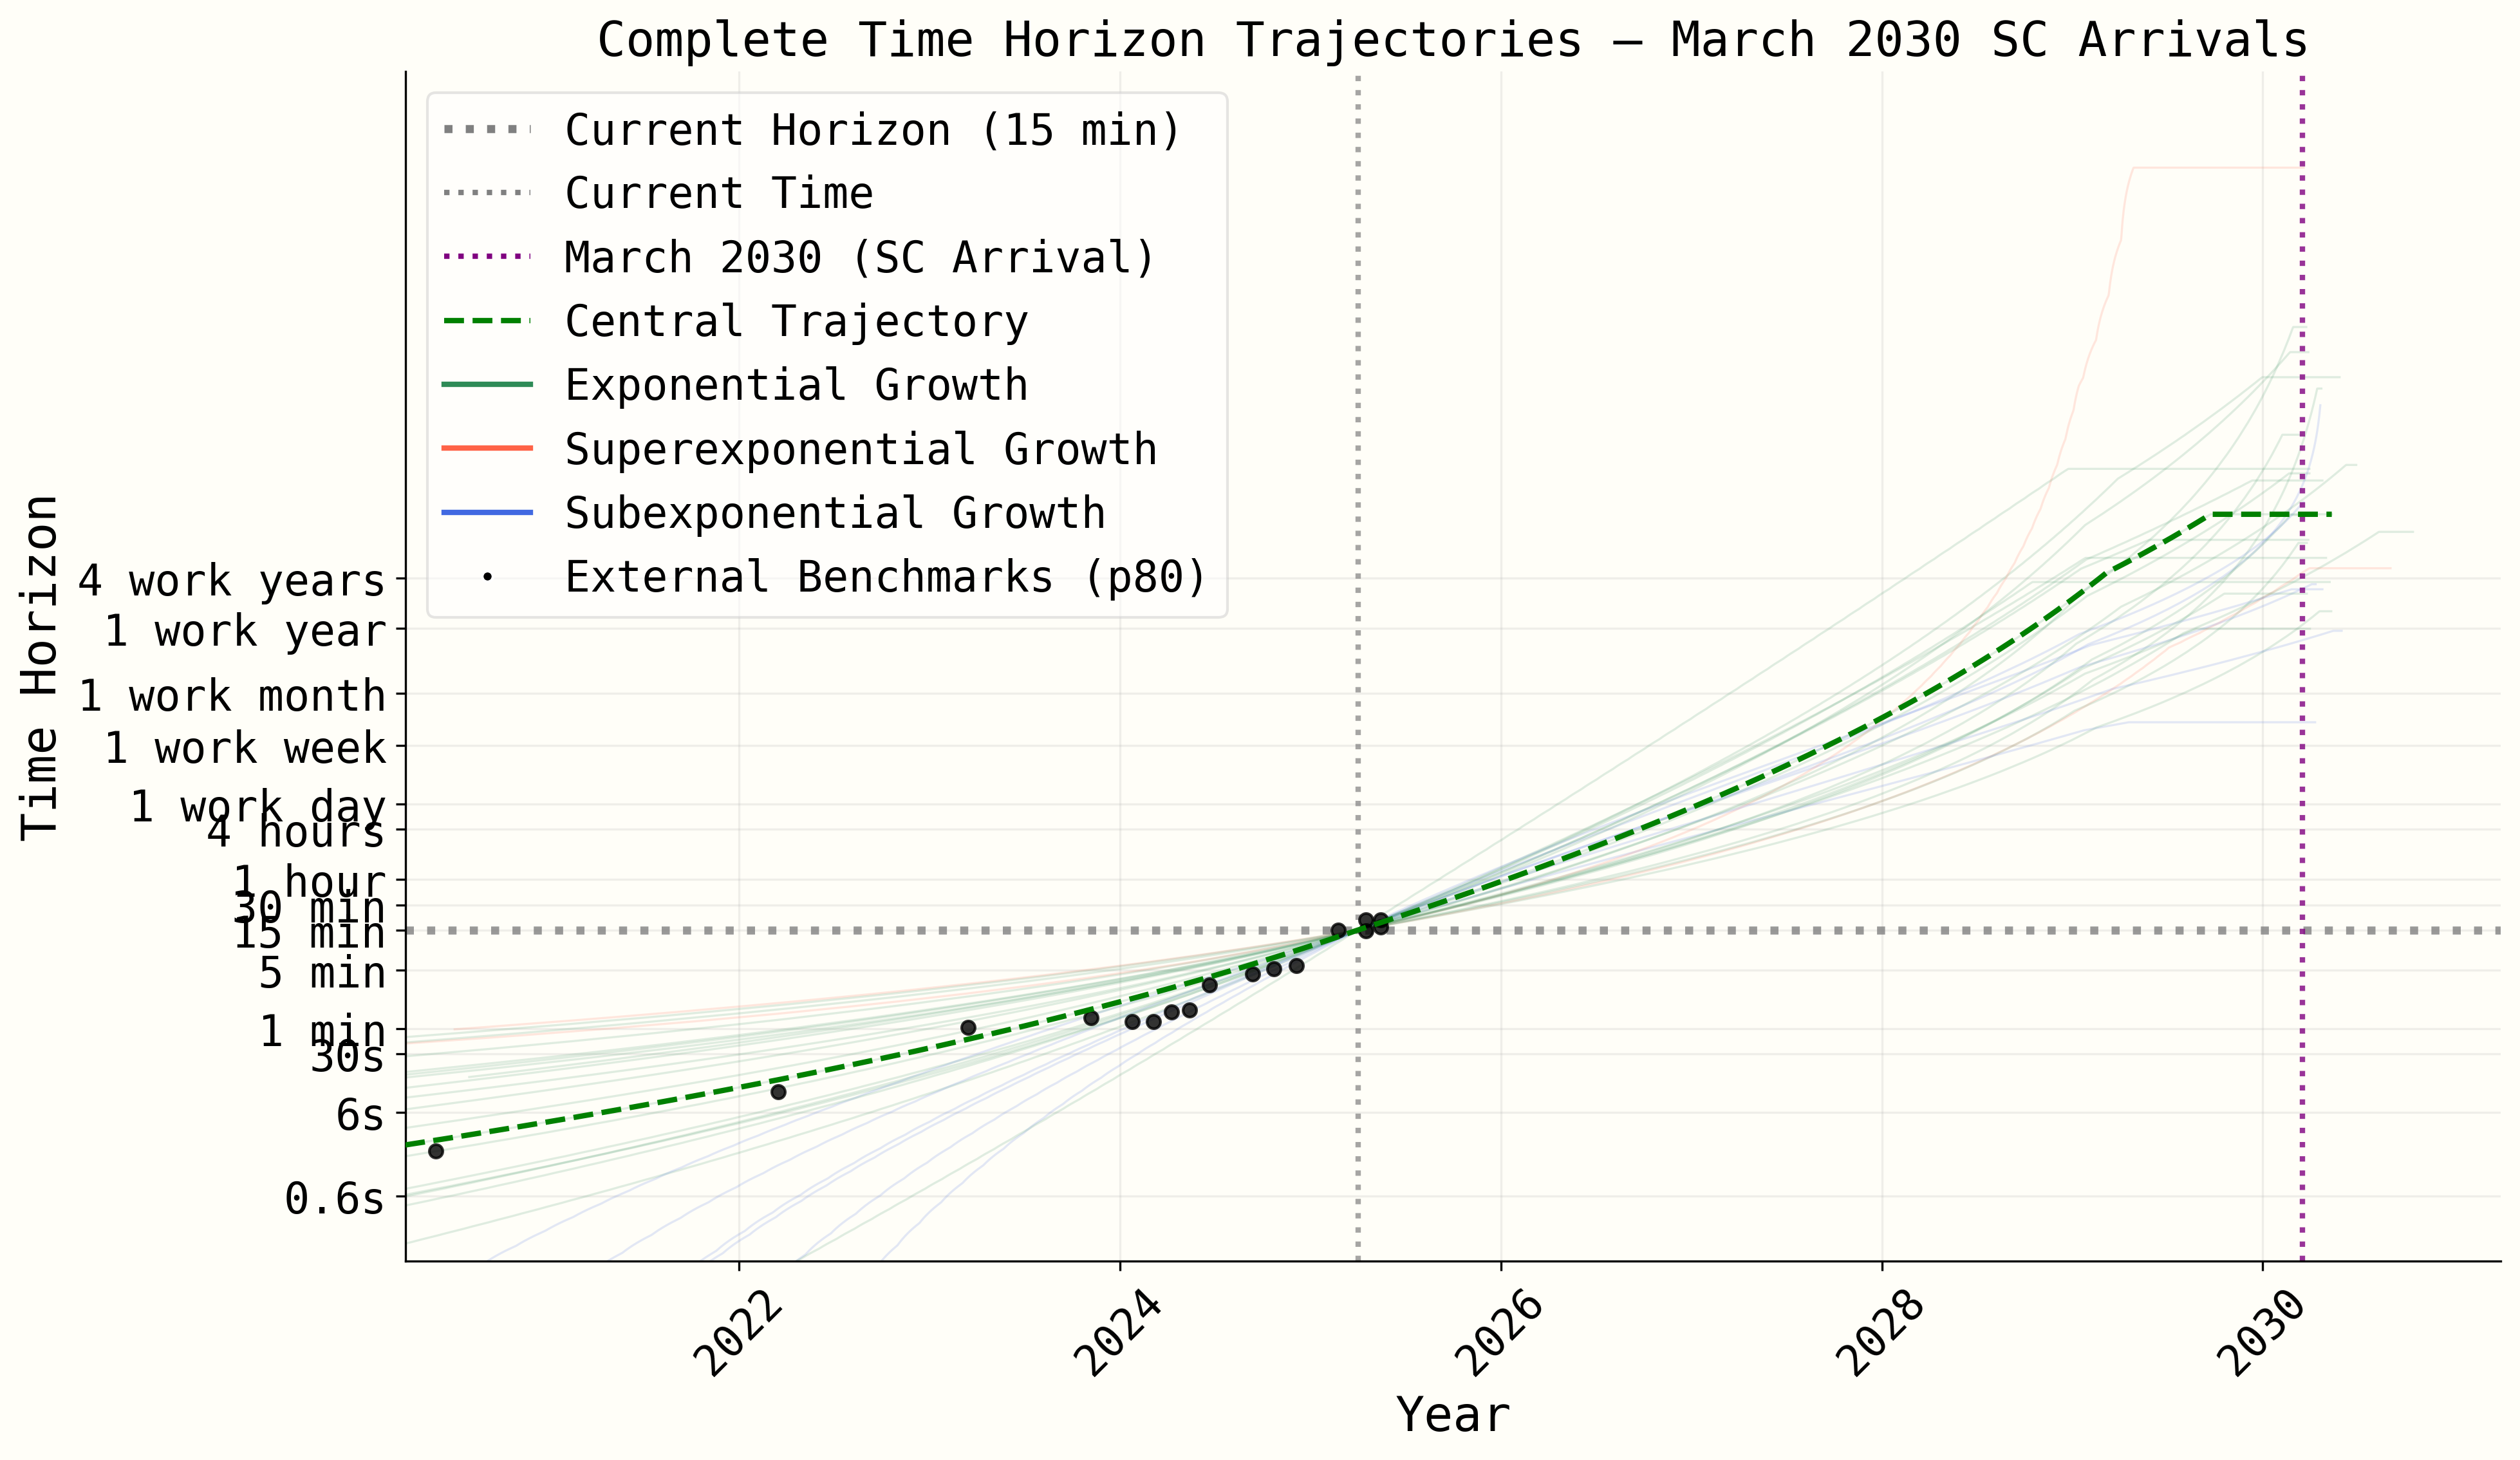 Complete Time Horizon Trajectories — March 2030 SC Arrivals
Current Horizon (15 min)
Current Time
March 2030 (SC Arrival)
Central Trajectory
Exponential Growth
Superexponential Growth
Subexponential Growth
External Benchmarks (p80)
Time Horizon
4 work years
1 work year
1 work month
1 work week
1 work day
4 hours
1 hour
30 min
15 min
5 min
1 min
30s
6s
0.6s
2022
2024
2026
2028
2030
Year